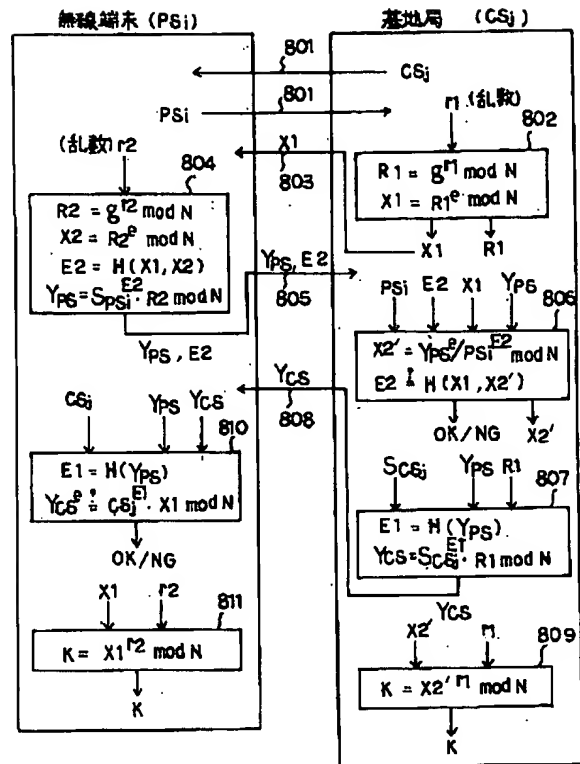 無線端末(PSi)
基地局 (CSj)
801
CSj
PSi
801
r1(乱数)
802
R1 = g^r1 mod N
X1 = R1^e mod N
X1
R1
X1
803
(乱数)r2
804
R2 = g^r2 mod N
X2 = R2^e mod N
E2 = H(X1,X2)
YPS = SPSi^E2・R2 mod N
YPS, E2
YPS, E2
805
PSi E2 X1 YPS
806
X2' = YPS^e/PSi^E2 mod N
E2 ≟ H(X1,X2')
OK/NG X2'
YCS
808
CSj YPS YCS
810
E1 = H(YPS)
YCS^e ≟ CSj^E1・X1 mod N
OK/NG
SCSj YPS R1
807
E1 = H(YPS)
YCS = SCSj^E1・R1 mod N
YCS
X1 r2
811
K = X1^r2 mod N
K
X2' r1
809
K = X2'^r1 mod N
K